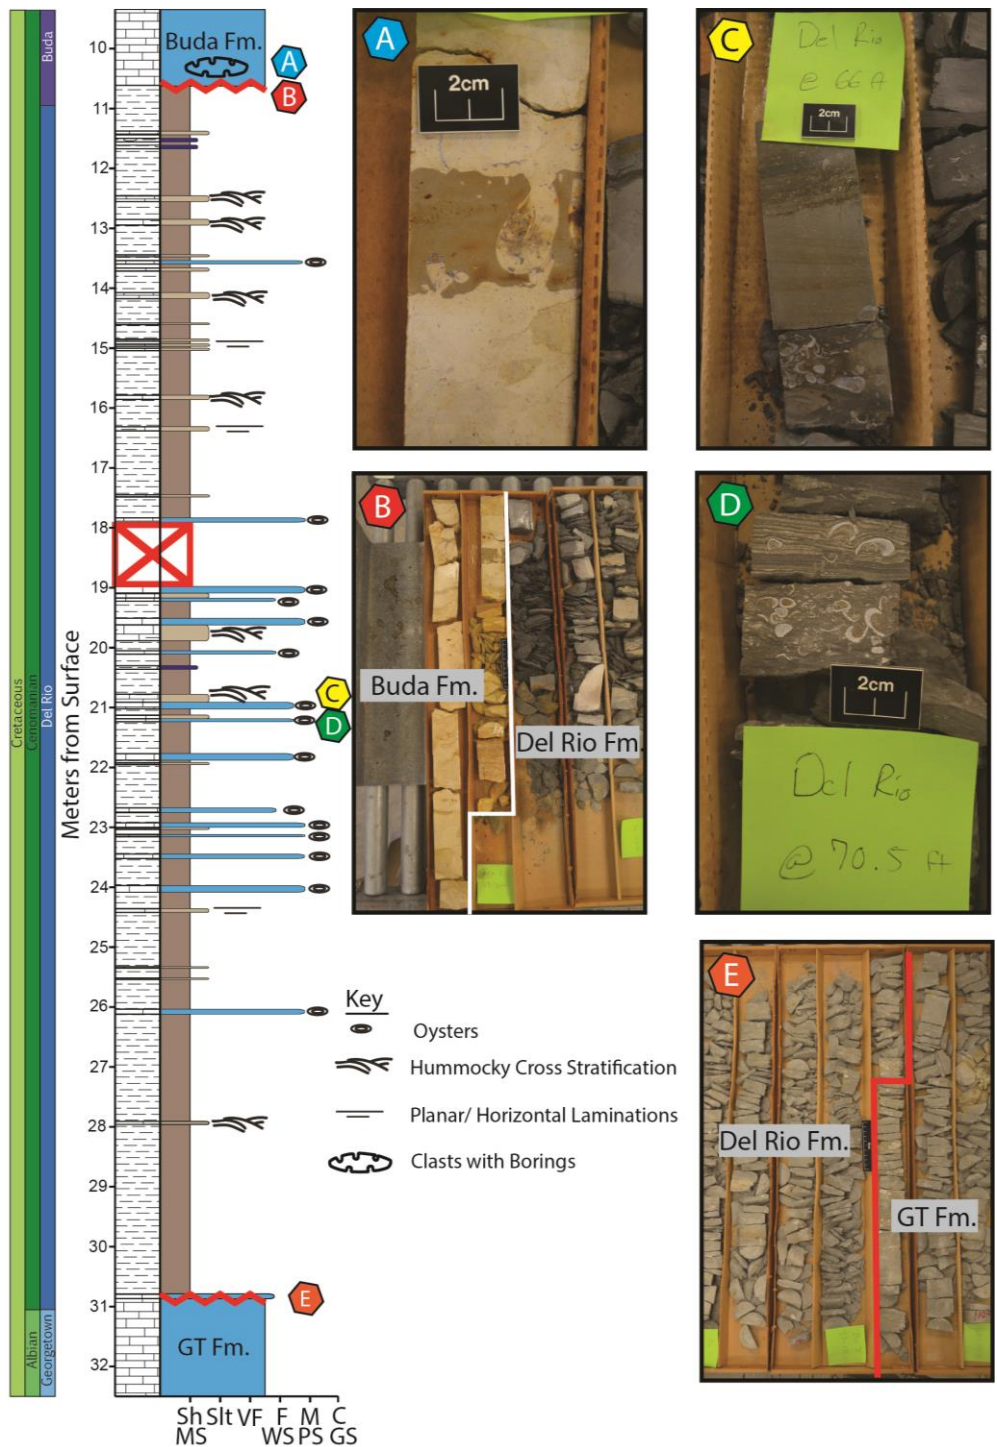 Cretaceous
Cenomanian
Albian
Buda
Del Rio
Georgetown
Meters from Surface
10
11
12
13
14
15
16
17
18
19
20
21
22
23
24
25
26
27
28
29
30
31
32
Buda Fm.
A
B
C
D
E
GT Fm.
Sh Slt VF F M C
MS WS PS GS
A
2cm
C
Del Rio
@ 66 ft
2cm
B
Buda Fm.
Del Rio Fm.
D
2cm
Del Rio
@ 70.5 ft
Key
Oysters
Hummocky Cross Stratification
Planar/ Horizontal Laminations
Clasts with Borings
E
Del Rio Fm.
GT Fm.